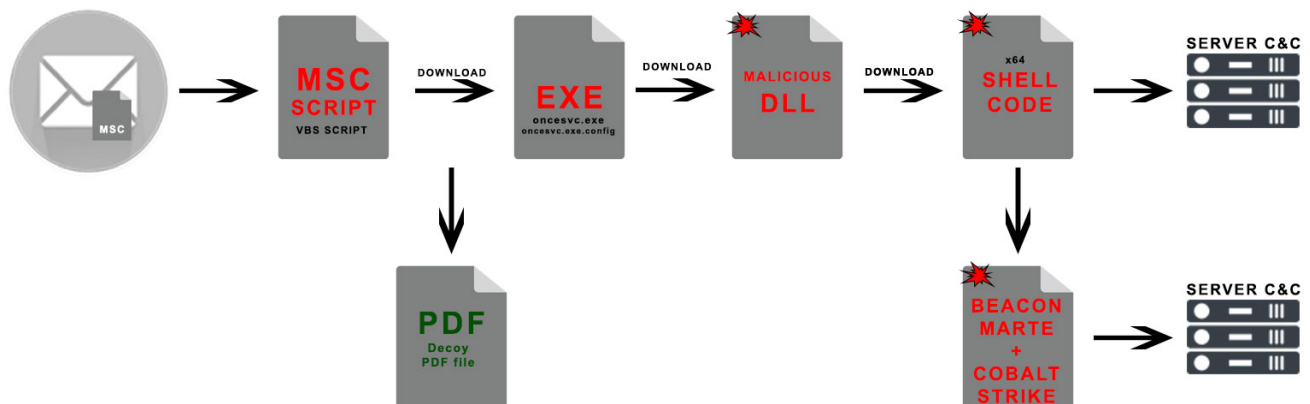 MSC
MSC
SCRIPT
VBS SCRIPT
DOWNLOAD
EXE
oncesvc.exe
oncesvc.exe.config
DOWNLOAD
MALICIOUS
DLL
DOWNLOAD
x64
SHELL
CODE
SERVER C&C
PDF
Decoy
PDF file
BEACON
MARTE
+
COBALT
STRIKE
SERVER C&C